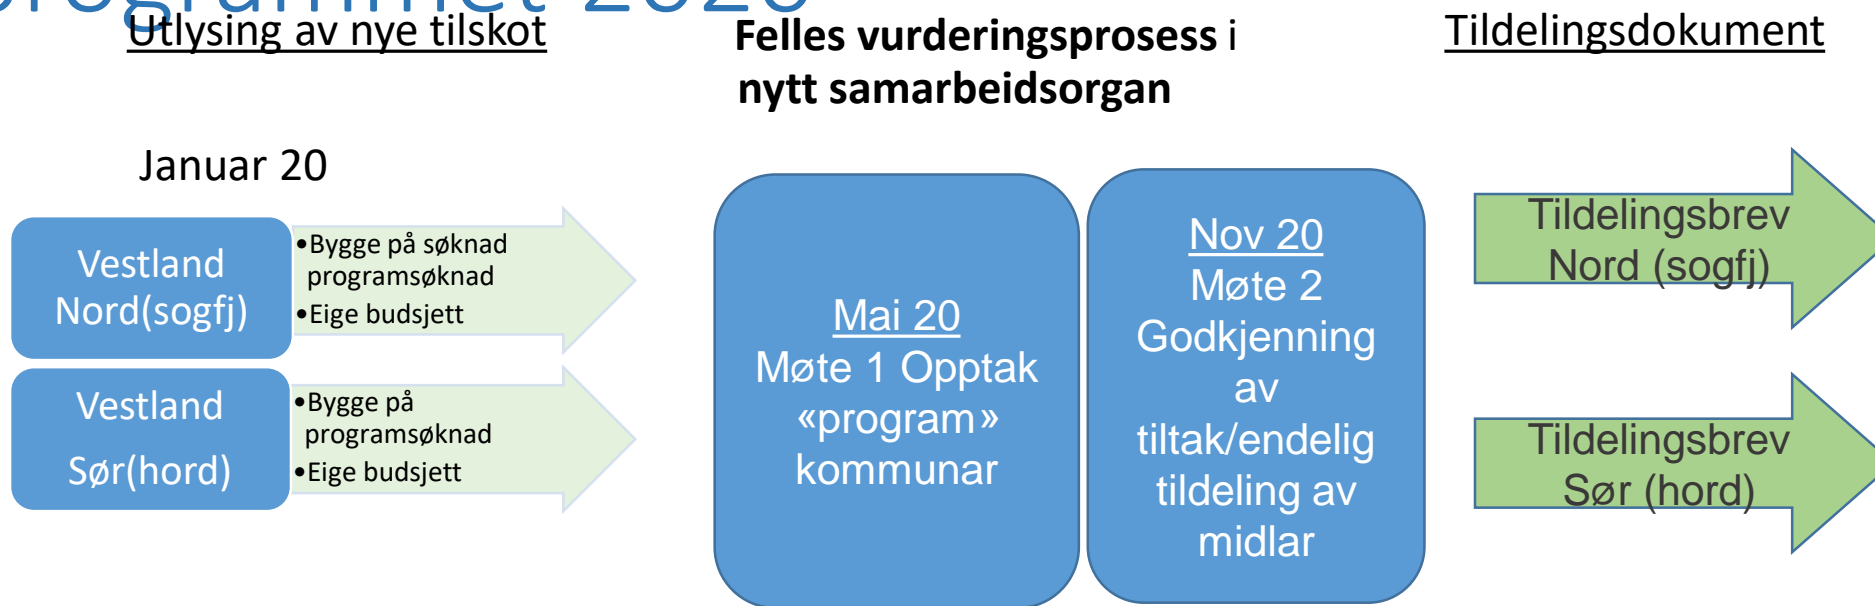 programmet 2020
Utlysing av nye tilskot
Januar 20
Vestland
Nord(sogfj)
•Bygge på søknad
programsøknad
•Eige budsjett
Vestland
Sør(hord)
•Bygge på
programsøknad
•Eige budsjett
Felles vurderingsprosess i
nytt samarbeidsorgan
Mai 20
Møte 1 Opptak
«program»
kommunar
Nov 20
Møte 2
Godkjenning
av
tiltak/endelig
tildeling av
midlar
Tildelingsdokument
Tildelingsbrev
Nord (sogfj)
Tildelingsbrev
Sør (hord)